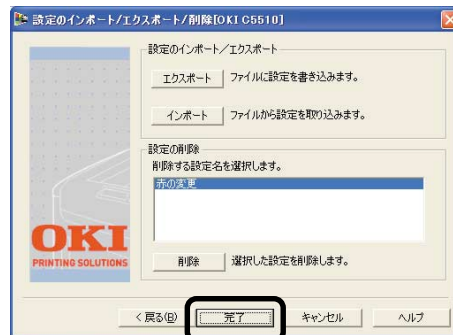 設定のインポート/エクスポート/削除[OKI C5510]
設定のインポート/エクスポート
エクスポート ファイルに設定を書き込みます。
インポート ファイルから設定を取り込みます。
設定の削除
削除する設定名を選択します。
赤の変更
OKI
PRINTING SOLUTIONS
削除 選択した設定を削除します。
< 戻る(B) 完了 キャンセル ヘルプ